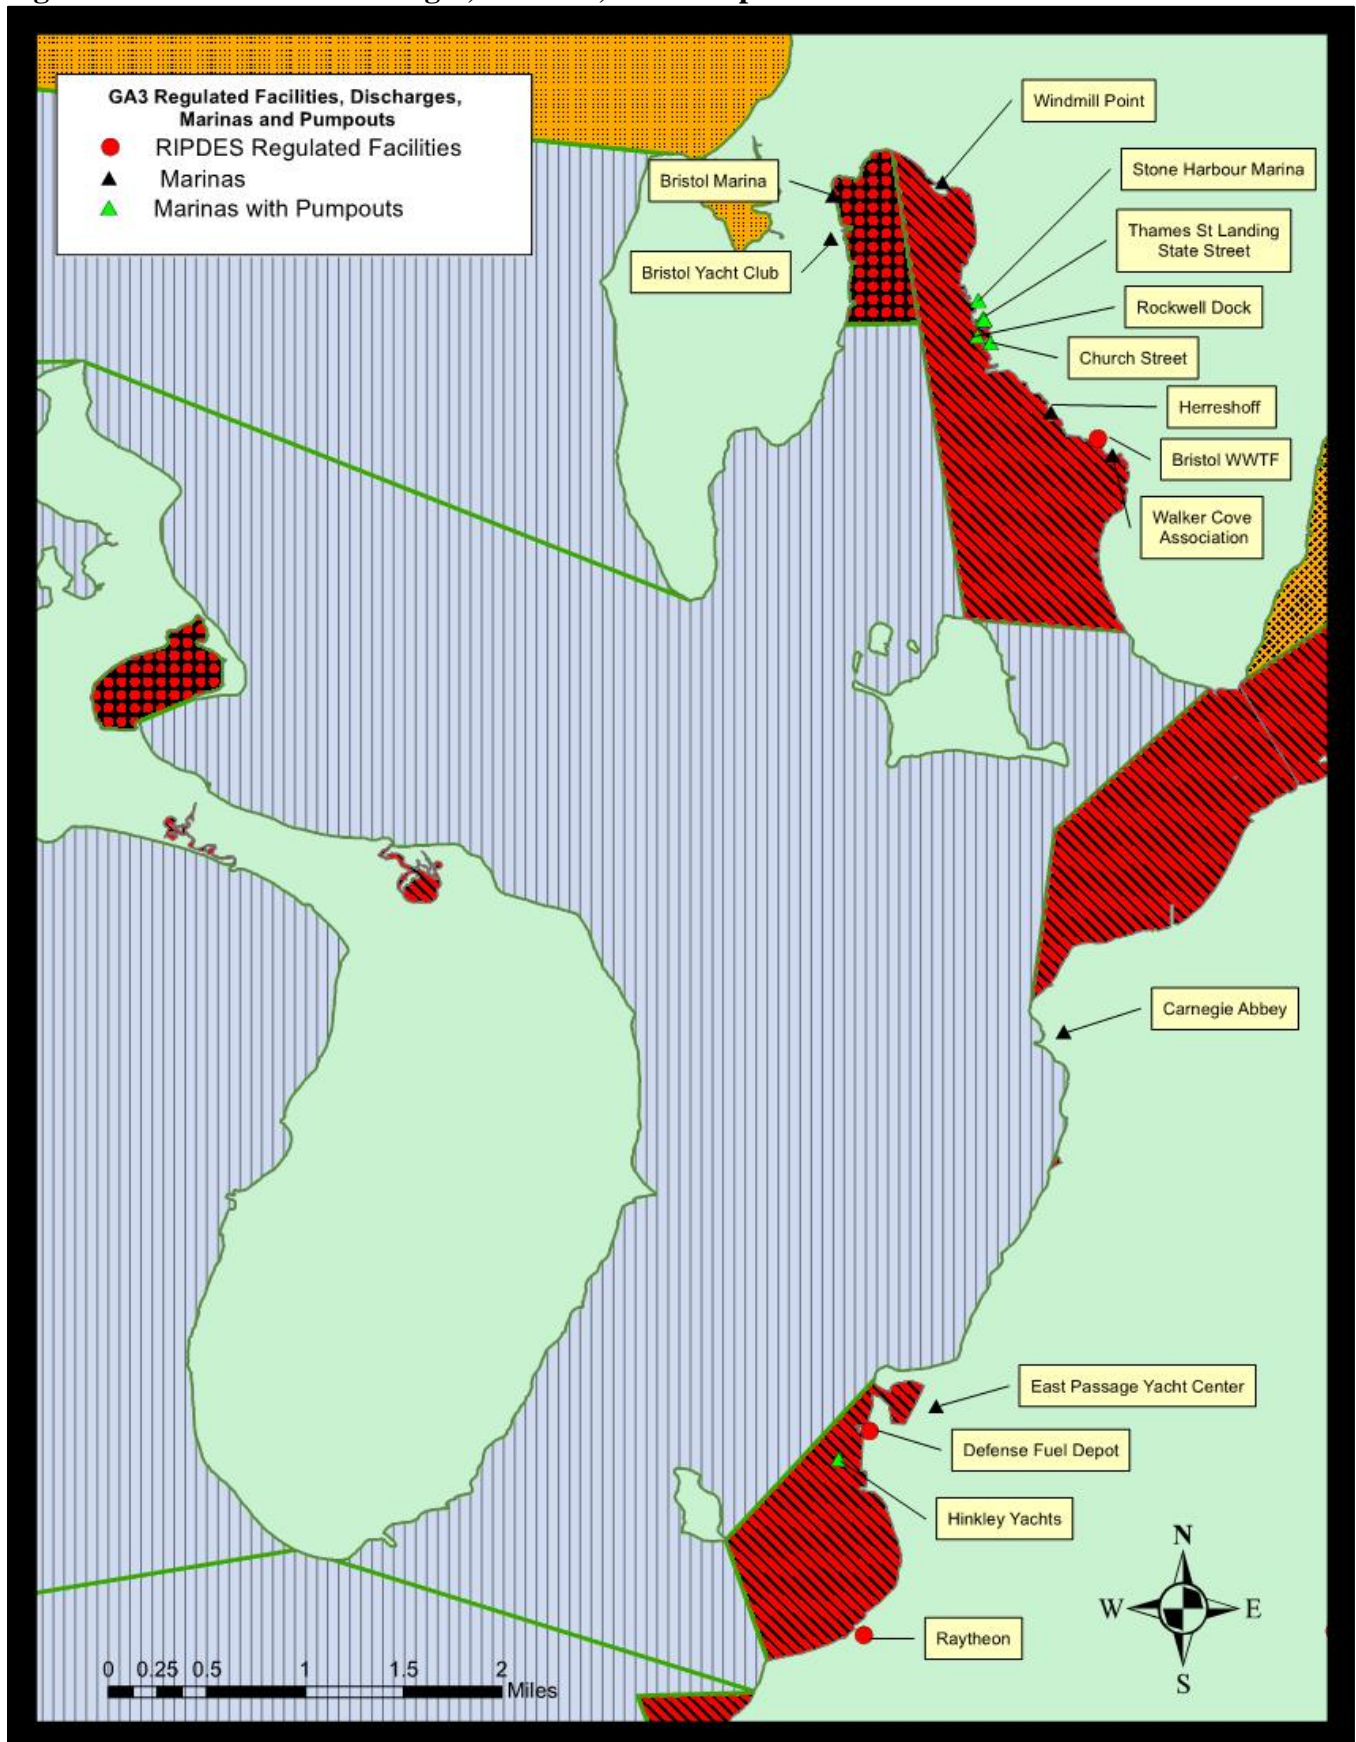 GA3 Regulated Facilities, Discharges,
Marinas and Pumpouts
RIPDES Regulated Facilities
Marinas
Marinas with Pumpouts
Windmill Point
Bristol Marina
Stone Harbour Marina
Thames St Landing
State Street
Bristol Yacht Club
Rockwell Dock
Church Street
Herreshoff
Bristol WWTF
Walker Cove
Association
Carnegie Abbey
East Passage Yacht Center
Defense Fuel Depot
Hinkley Yachts
N
W E
S
Raytheon
0 0.25 0.5 1 1.5 2
Miles